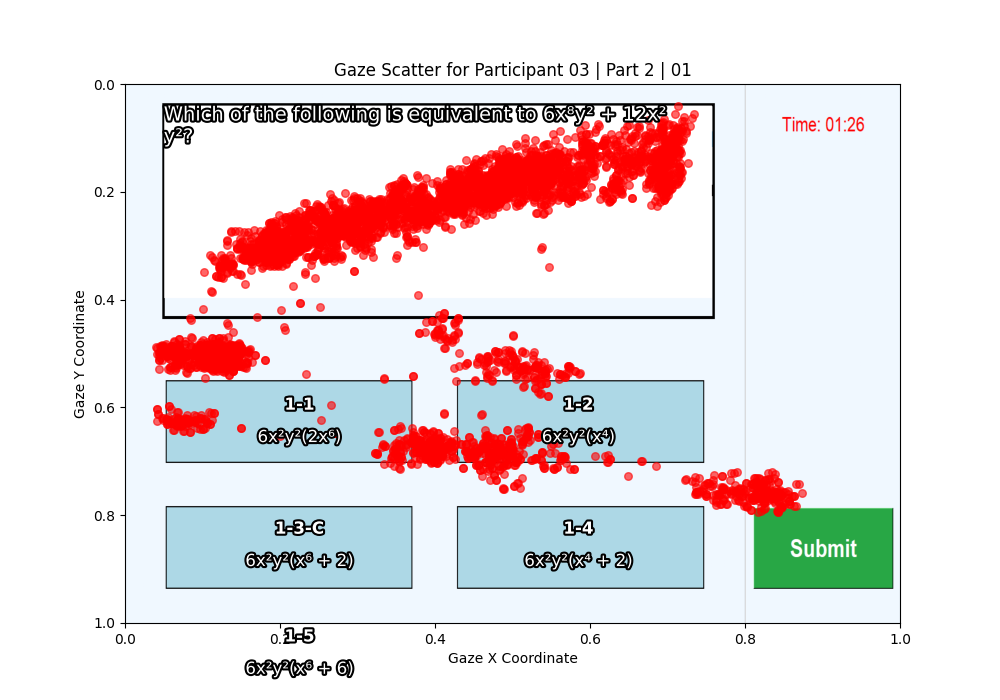 Gaze Scatter for Participant 03 | Part 2 | 01
Which of the following is equivalent to 6x⁸y² + 12x²
y²?
Time: 01:26
1-1
6x²y²(2x⁶)
1-2
6x²y²(x⁴)
1-3-C
6x²y²(x⁶ + 2)
1-4
6x²y²(x⁴ + 2)
Submit
1-5
6x²y²(x⁶ + 6)
Gaze Y Coordinate
0.0
0.2
0.4
0.6
0.8
1.0
0.0
0.2
0.4
0.6
0.8
1.0
Gaze X Coordinate